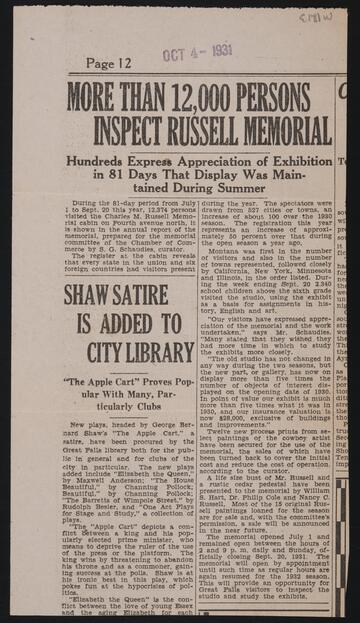 Page 12
OCT 4- 1931
MORE THAN 12,000 PERSONS
INSPECT RUSSELL MEMORIAL
Hundreds Express Appreciation of Exhibition
in 81 Days That Display Was Main-
tained During Summer
During the 81-day period from July
1 to Sept. 20 this year, 12,374 persons
visited the Charles M. Russell Memo-
rial cabin on Fourth avenue north, it
is shown in the annual report of the
memorial, prepared for the memorial
committee of the Chamber of Com-
merce by S. G. Schaudies, curator.
The register at the cabin reveals
that every state in the union and six
foreign countries had visitors present
during the year. The spectators were
drawn from 527 cities or towns, an
increase of about 100 over the 1930
season. The registration this year
represents an increase of approxi-
mately 50 percent over that during
the open season a year ago.
Montana was first in the number
of visitors and also in the number
of towns represented, followed closely
by California, New York, Minnesota
and Illinois, in the order listed. Dur-
ing the week ending Sept. 20 2,340
school children above the sixth grade
visited the studio, using the exhibit
as a basis for assignments in his-
tory, English and art.
"Our visitors have expressed appre-
ciation of the memorial and the work
undertaken," says Mr. Schaudies.
"Many stated that they wished they
had more time in which to study
the exhibits more closely.
"The old studio has not changed in
any way during the two seasons, but
the new part, or gallery, has now on
display more than five times the
number of objects of interest dis-
played on the opening date of 1930.
In point of value our exhibit is much
more than five times what it was in
1930, and our insurance valuation is
now $28,000, exclusive of buildings
and improvements."
Twelve new process prints from se-
lect paintings of the cowboy artist
have been secured for the use of the
memorial, the sales of which have
been turned back to cover the initial
cost and reduce the cost of operation,
according to the curator.
A life size bust of Mr. Russell and
a rustic cedar pedestal have been
presented to the memorial by William
S. Hart, Dr. Philip Cole and Nancy C.
Russell. Most of the 15 original Rus-
sell paintings loaned for the season
are for sale and, with the committee's
permission, a sale will be announced
in the near future.
The memorial opened July 1 and
remained open between the hours of
2 and 9 p. m. daily and Sunday, of-
ficially closing Sept. 20, 1931. The
memorial will open by appointment
until such time as regular hours are
again resumed for the 1932 season.
This will provide an opportunity for
Great Falls visitors to inspect the
studio and study the exhibits.
SHAW SATIRE
IS ADDED TO
CITY LIBRARY
"The Apple Cart" Proves Pop-
ular With Many, Par-
ticularly Clubs
New plays, headed by George Ber-
nard Shaw's "The Apple Cart," a
satire, have been procured by the
Great Falls library both for the pub-
lic in general and for clubs of the
city in particular. The new plays
added include "Elizabeth the Queen,"
by Maxwell Anderson; "The House
Beautiful," by Channing Pollock;
"The Barretts of Wimpole Street," by
Rudolph Besier, and "One Act Plays
for Stage and Study," a collection of
plays.
"The "Apple Cart" depicts a con-
flict between a king and his pop-
ularly elected prime minister, who
means to deprive the ruler of the use
of the press or the platform. The
king wins by threatening to abandon
his throne and as a commoner, gain-
ing success at the polls. Shaw is at
his ironic best in this play, which
pokes fun at the hypocrisies of pol-
itics.
"Elizabeth the Queen" is the con-
flict between the love of young Essex
and the aging Elizabeth for each